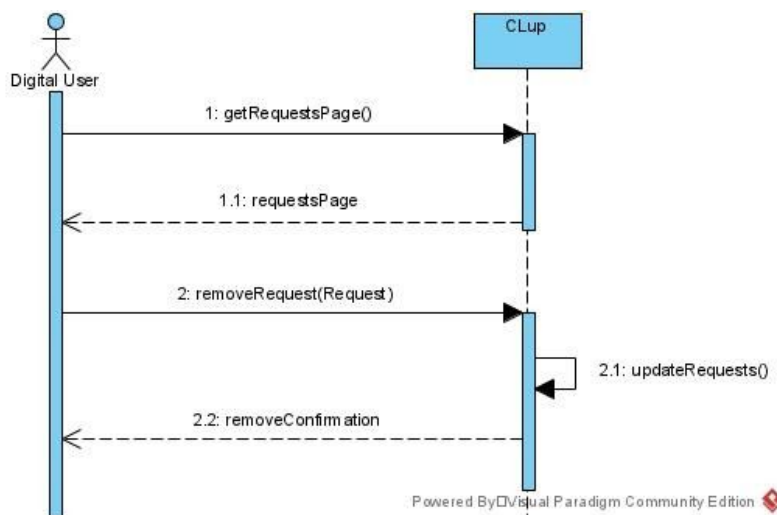 CLup
Digital User
1: getRequestsPage()
1.1: requestsPage
2: removeRequest(Request)
2.1: updateRequests()
2.2: removeConfirmation
Powered By Visual Paradigm Community Edition